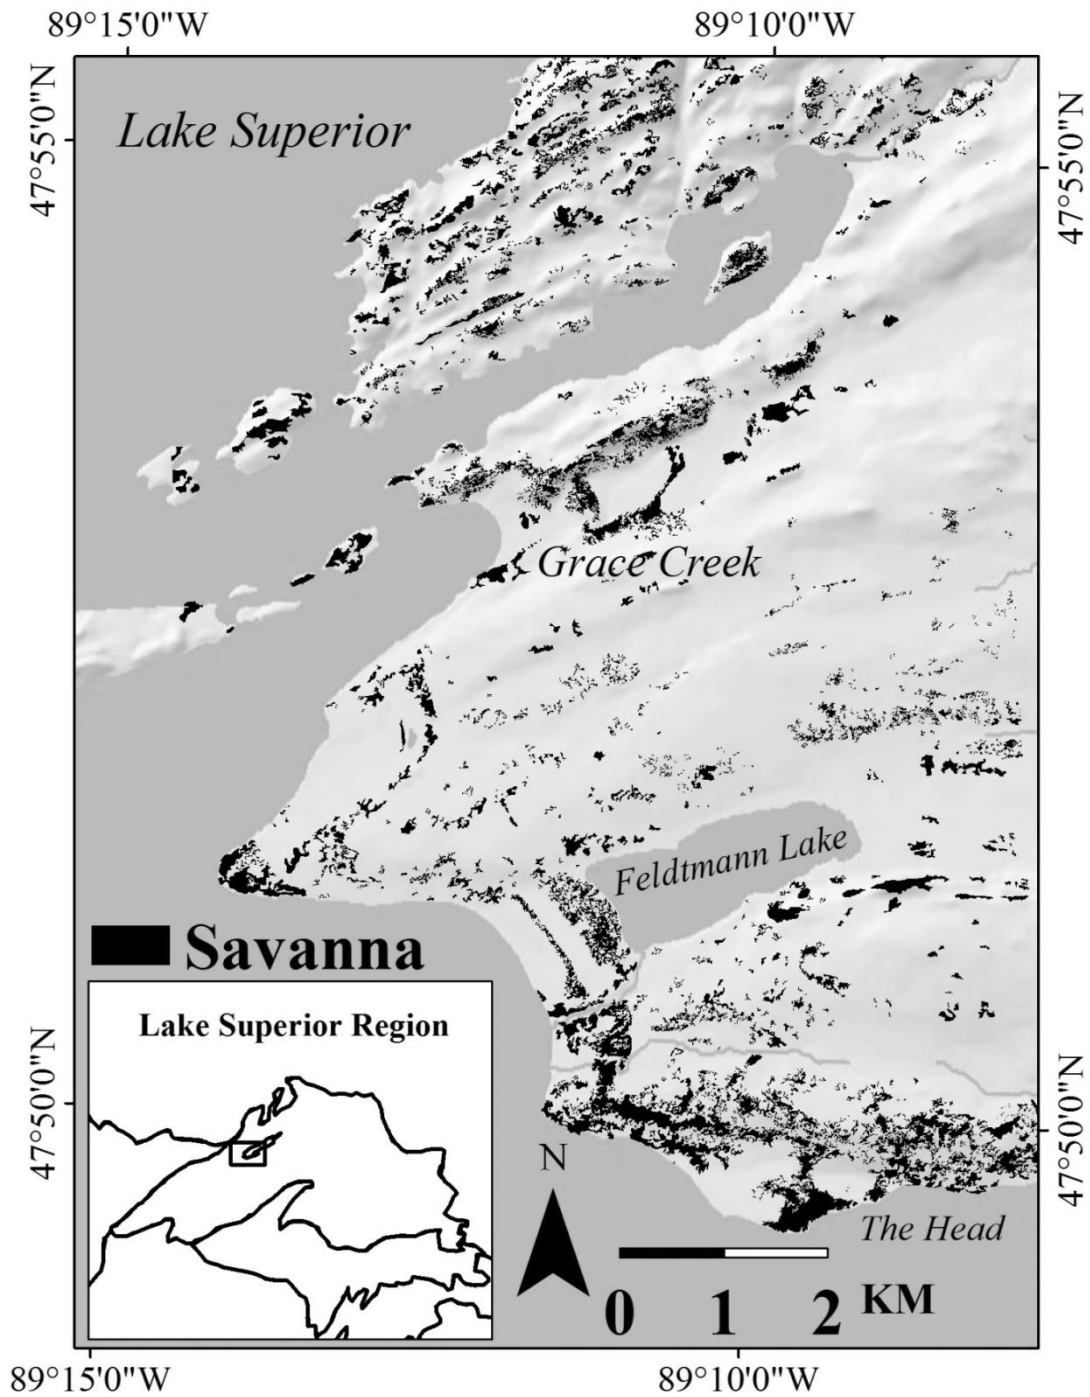 89°15'0"W
89°10'0"W
47°55'0"N
47°55'0"N
Lake Superior
Grace Creek
Feldtmann Lake
Savanna
Lake Superior Region
47°50'0"N
47°50'0"N
N
The Head
0 1 2 KM
89°15'0"W
89°10'0"W